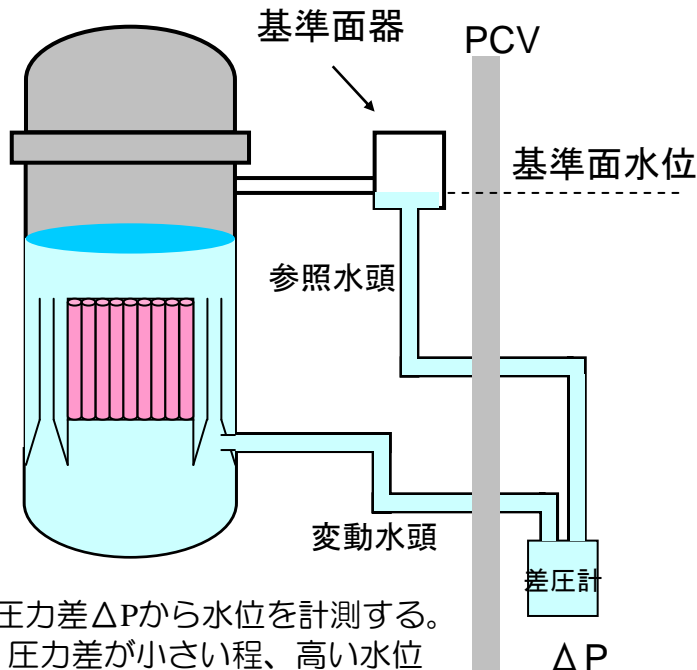 基準面器
PCV
基準面水位
参照水頭
変動水頭
差圧計
圧力差△Pから水位を計測する。
圧力差が小さい程、高い水位
△P